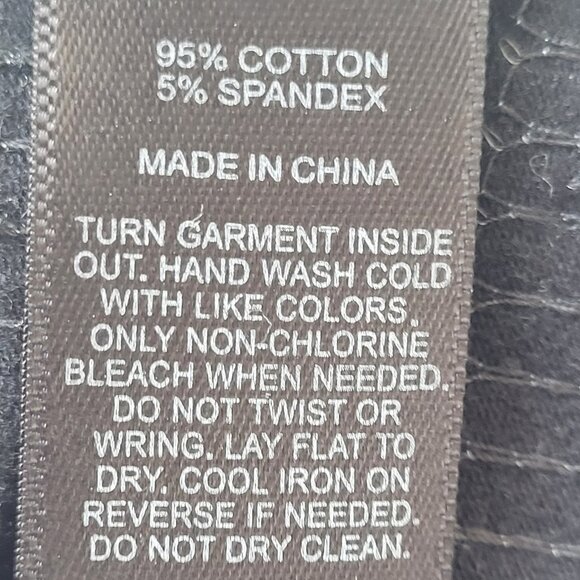 95% COTTON
5% SPANDEX
MADE IN CHINA
TURN GARMENT INSIDE
OUT. HAND WASH COLD
WITH LIKE COLORS.
ONLY NON-CHLORINE
BLEACH WHEN NEEDED.
DO NOT TWIST OR
WRING. LAY FLAT TO
DRY. COOL IRON ON
REVERSE IF NEEDED.
DO NOT DRY CLEAN.